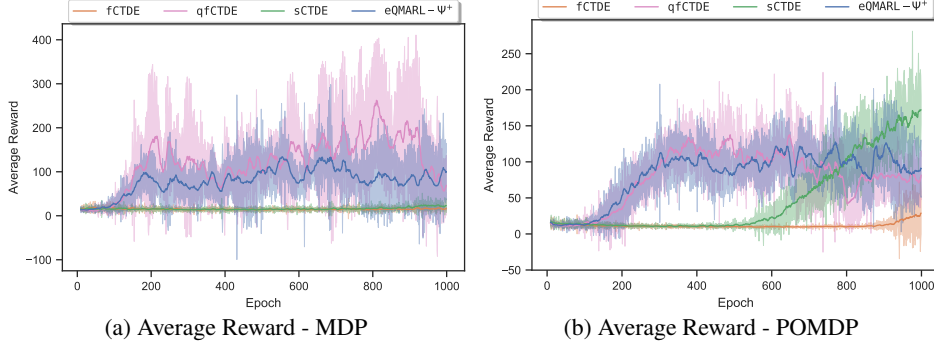 fCTDE qfCTDE sCTDE eQMARL−Ψ⁺
400
300
200
100
0
−100
Average Reward
0 200 400 600 800 1000
Epoch
(a) Average Reward - MDP
fCTDE qfCTDE sCTDE eQMARL−Ψ⁺
250
200
150
100
50
0
−50
Average Reward
0 200 400 600 800 1000
Epoch
(b) Average Reward - POMDP